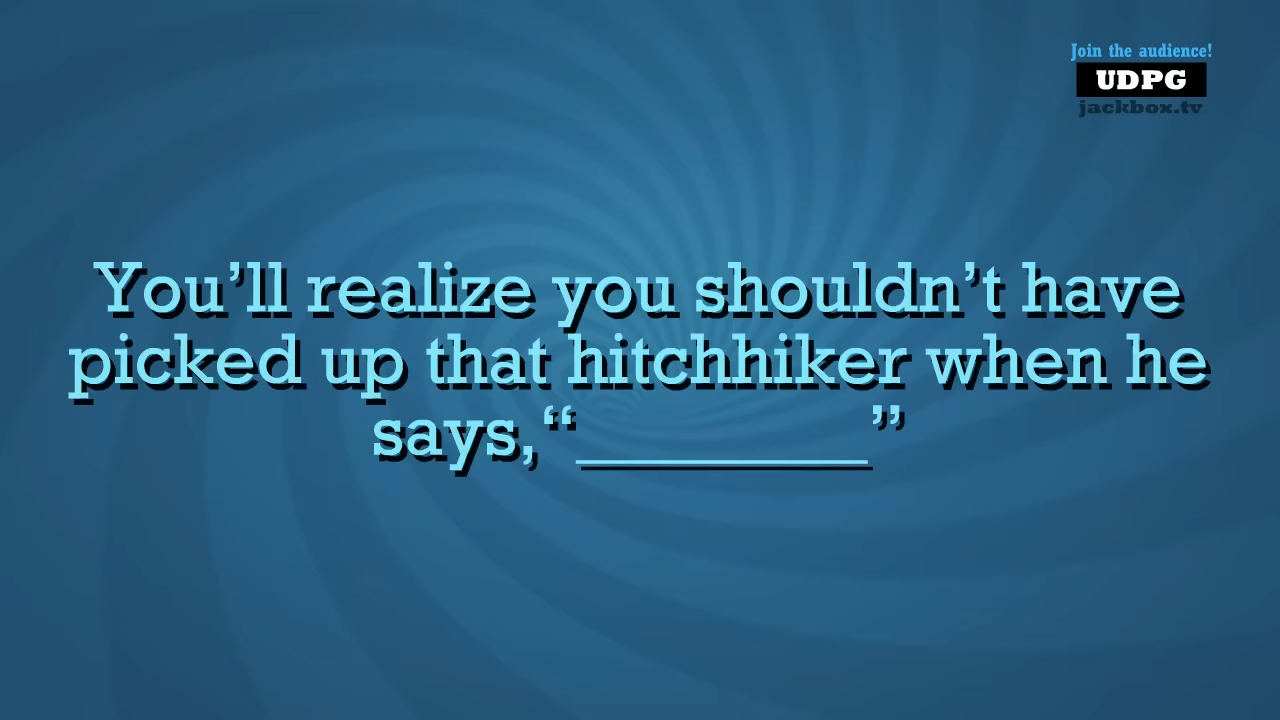 Join the audience!
UDPG
jackbox.tv
You’ll realize you shouldn’t have
picked up that hitchhiker when he
says,“__________”